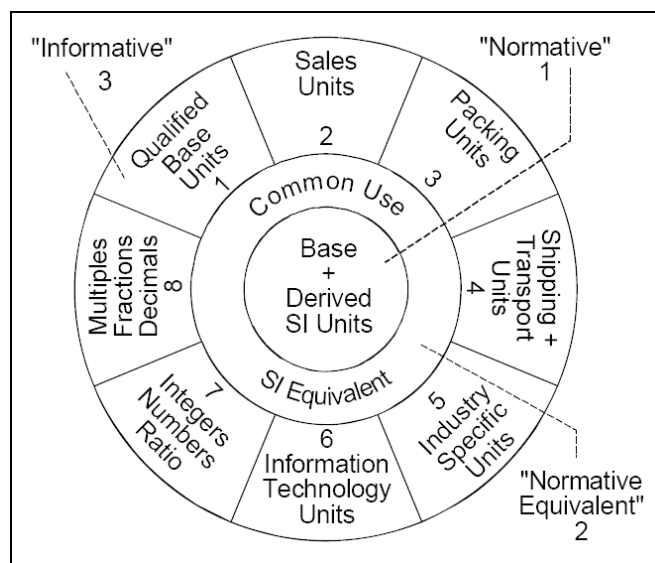 "Informative"
3
"Normative"
1
Sales
Units
2
Qualified
Base
Units
1
Packing
Units
3
Common Use
Base
+
Derived
SI Units
SI Equivalent
Shipping +
Transport
Units
4
Multiples
Fractions
Decimals
8
5
Industry
Specific
Units
7
Integers
Numbers
Ratio
6
Information
Technology
Units
"Normative
Equivalent"
2